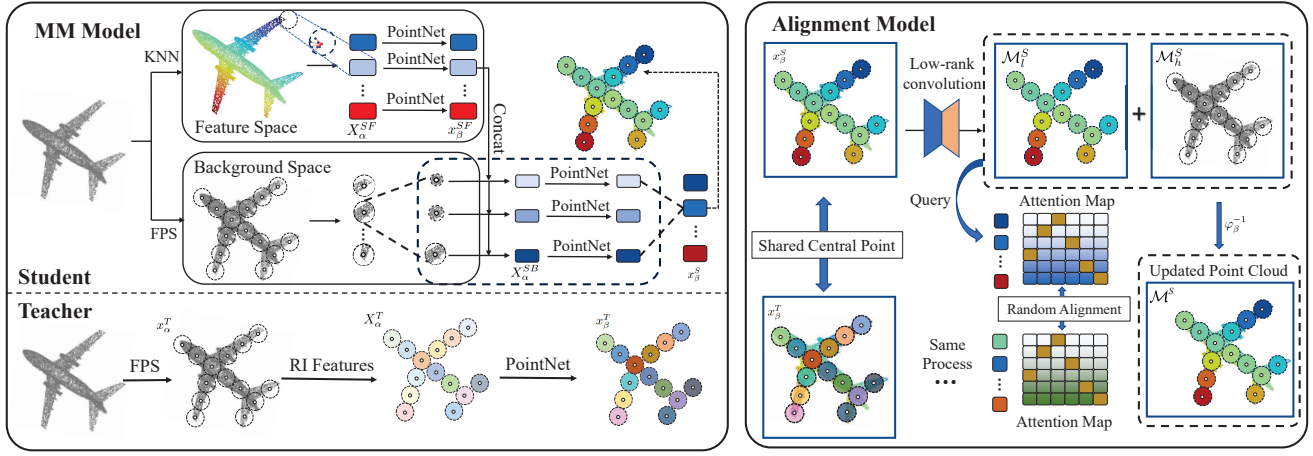 MM Model
KNN
PointNet
PointNet
PointNet
Feature Space
X_α^{SF}
x_β^{SF}
Concat
Background Space
FPS
PointNet
PointNet
PointNet
X_α^{SB}
x_β^S
Student
Teacher
x_α^T
FPS
RI Features
X_α^T
PointNet
x_β^T
Alignment Model
x_β^S
Low-rank
convolution
M_l^S
+
M_h^S
Shared Central Point
Query
Attention Map
φ_β^{-1}
Updated Point Cloud
M^S
Random Alignment
x_β^T
Same
Process
Attention Map